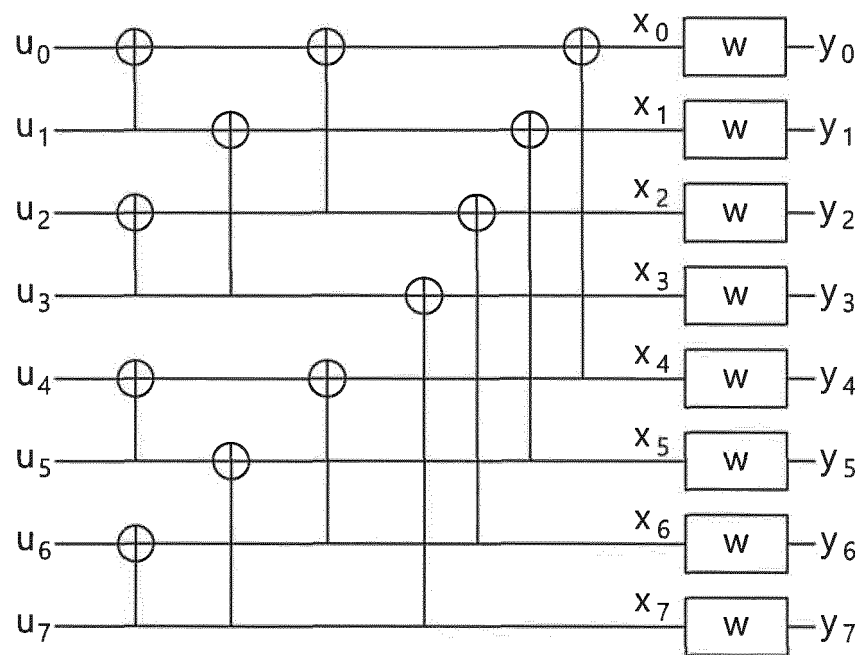 u₀ x₀ W y₀
u₁ x₁ W y₁
u₂ x₂ W y₂
u₃ x₃ W y₃
u₄ x₄ W y₄
u₅ x₅ W y₅
u₆ x₆ W y₆
u₇ x₇ W y₇